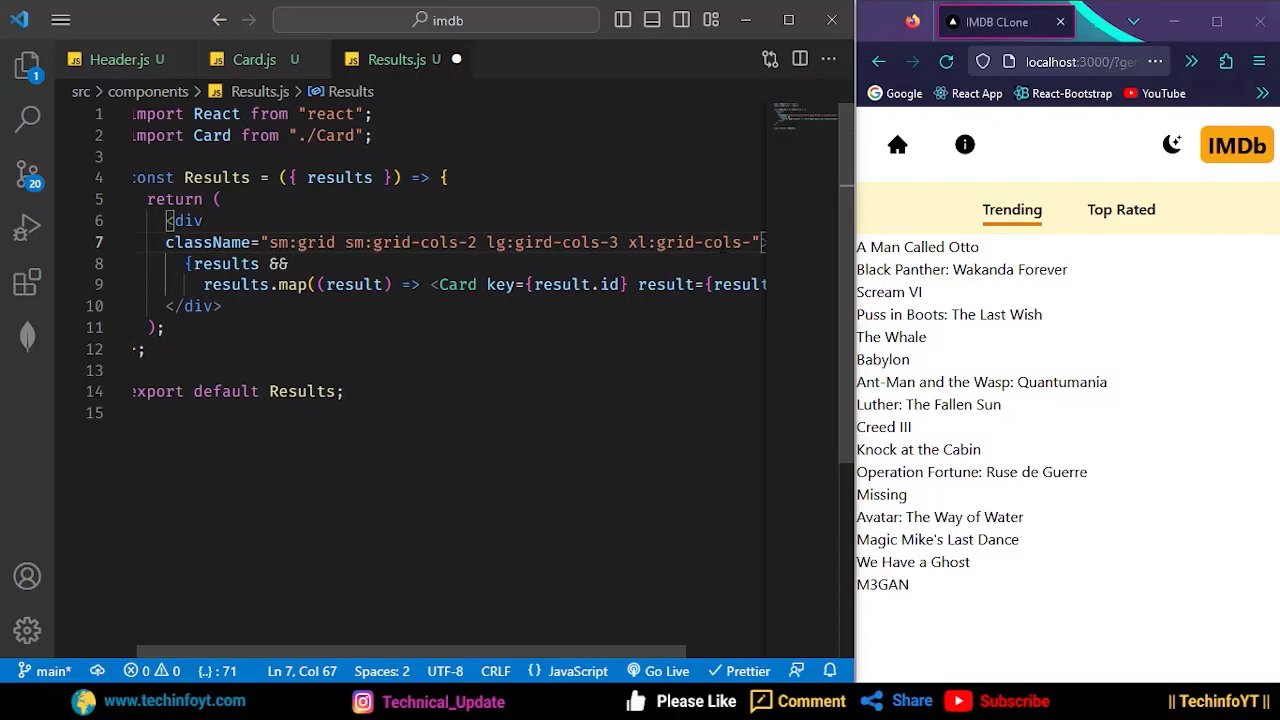 imdb
Header.js U
Card.js U
Results.js U
src > components > Results.js > Results
1 import React from "react";
2 import Card from "./Card";
3
4 const Results = ({ results }) => {
5 return (
6 <div
7 className="sm:grid sm:grid-cols-2 lg:gird-cols-3 xl:grid-cols-">
8 {results &&
9 results.map((result) => <Card key={result.id} result={result
10 </div>
11 );
12 ;
13
14 export default Results;
15
1
20
main*
0 0
{..} : 71
Ln 7, Col 67
Spaces: 2
UTF-8
CRLF
{} JavaScript
Go Live
Prettier
IMDB CLone
localhost:3000/?ger
Google
React App
React-Bootstrap
YouTube
IMDb
Trending
Top Rated
A Man Called Otto
Black Panther: Wakanda Forever
Scream VI
Puss in Boots: The Last Wish
The Whale
Babylon
Ant-Man and the Wasp: Quantumania
Luther: The Fallen Sun
Creed III
Knock at the Cabin
Operation Fortune: Ruse de Guerre
Missing
Avatar: The Way of Water
Magic Mike's Last Dance
We Have a Ghost
M3GAN
www.techinfoyt.com
Technical_Update
Please Like
Comment
Share
Subscribe
|| TechinfoYT ||